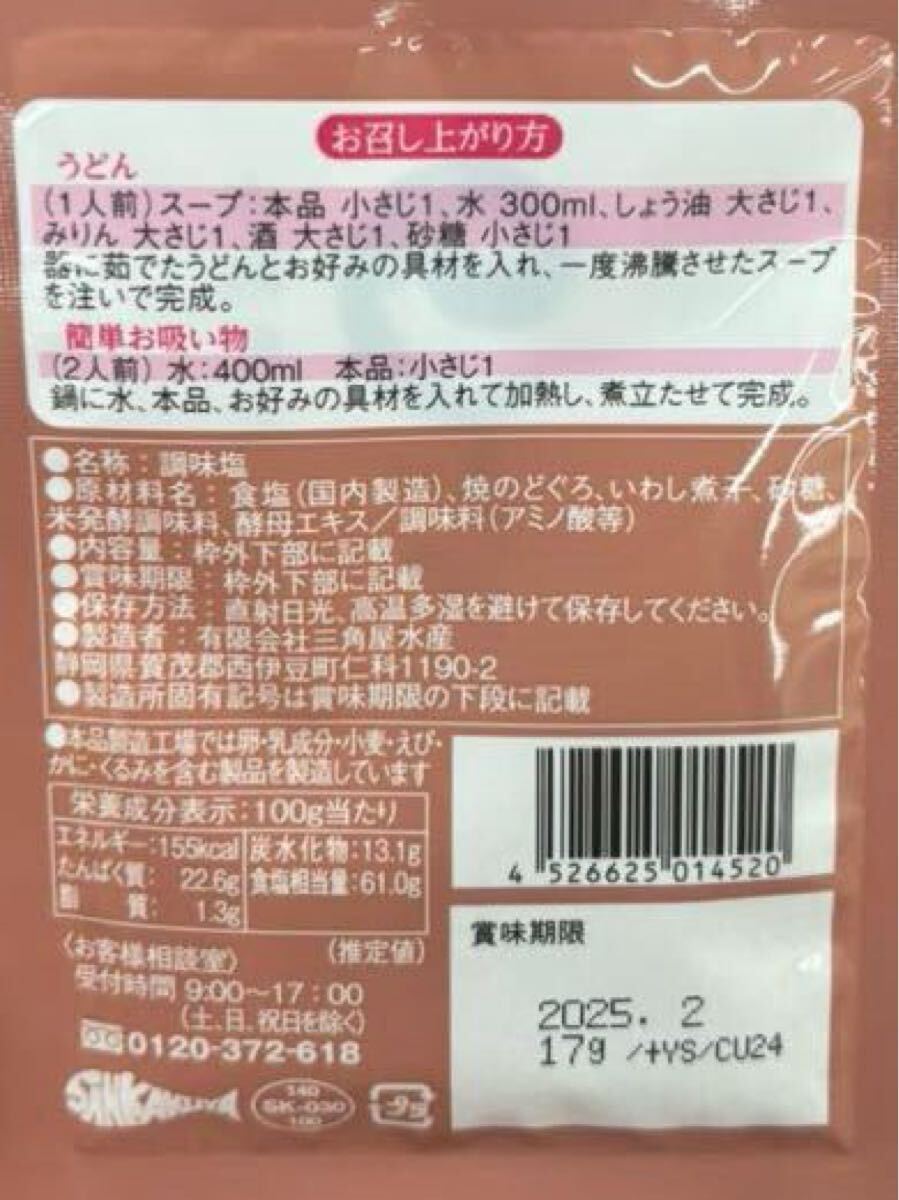 お召し上がり方
うどん
(1人前)スープ:本品 小さじ1、水 300ml、しょう油 大さじ1、
みりん 大さじ1、酒 大さじ1、砂糖 小さじ1
器に茹でたうどんとお好みの具材を入れ、一度沸騰させたスープ
を注いで完成。
簡単お吸い物
(2人前) 水:400ml 本品:小さじ1
鍋に水、本品、お好みの具材を入れて加熱し、煮立たせて完成。
●名称:調味塩
●原材料名:食塩(国内製造)、焼のどぐろ、いわし煮干、砂糖、
米発酵調味料、酵母エキス/調味料(アミノ酸等)
●内容量:枠外下部に記載
●賞味期限:枠外下部に記載
●保存方法:直射日光、高温多湿を避けて保存してください。
●製造者:有限会社三角屋水産
静岡県賀茂郡西伊豆町仁科1190-2
●製造所固有記号は賞味期限の下段に記載
●本品製造工場では卵・乳成分・小麦・えび・
かに・くるみを含む製品を製造しています
栄養成分表示:100g当たり
エネルギー:155kcal 炭水化物:13.1g
たんぱく質: 22.6g 食塩相当量:61.0g
脂 質: 1.3g
(推定値)
〈お客様相談室〉
受付時間 9:00~17:00
(土、日、祝日を除く)
0120-372-618
SANKAKUYA
140
SK-030
100
4 526625 014520
賞味期限
2025. 2
17g /+YS/CU24